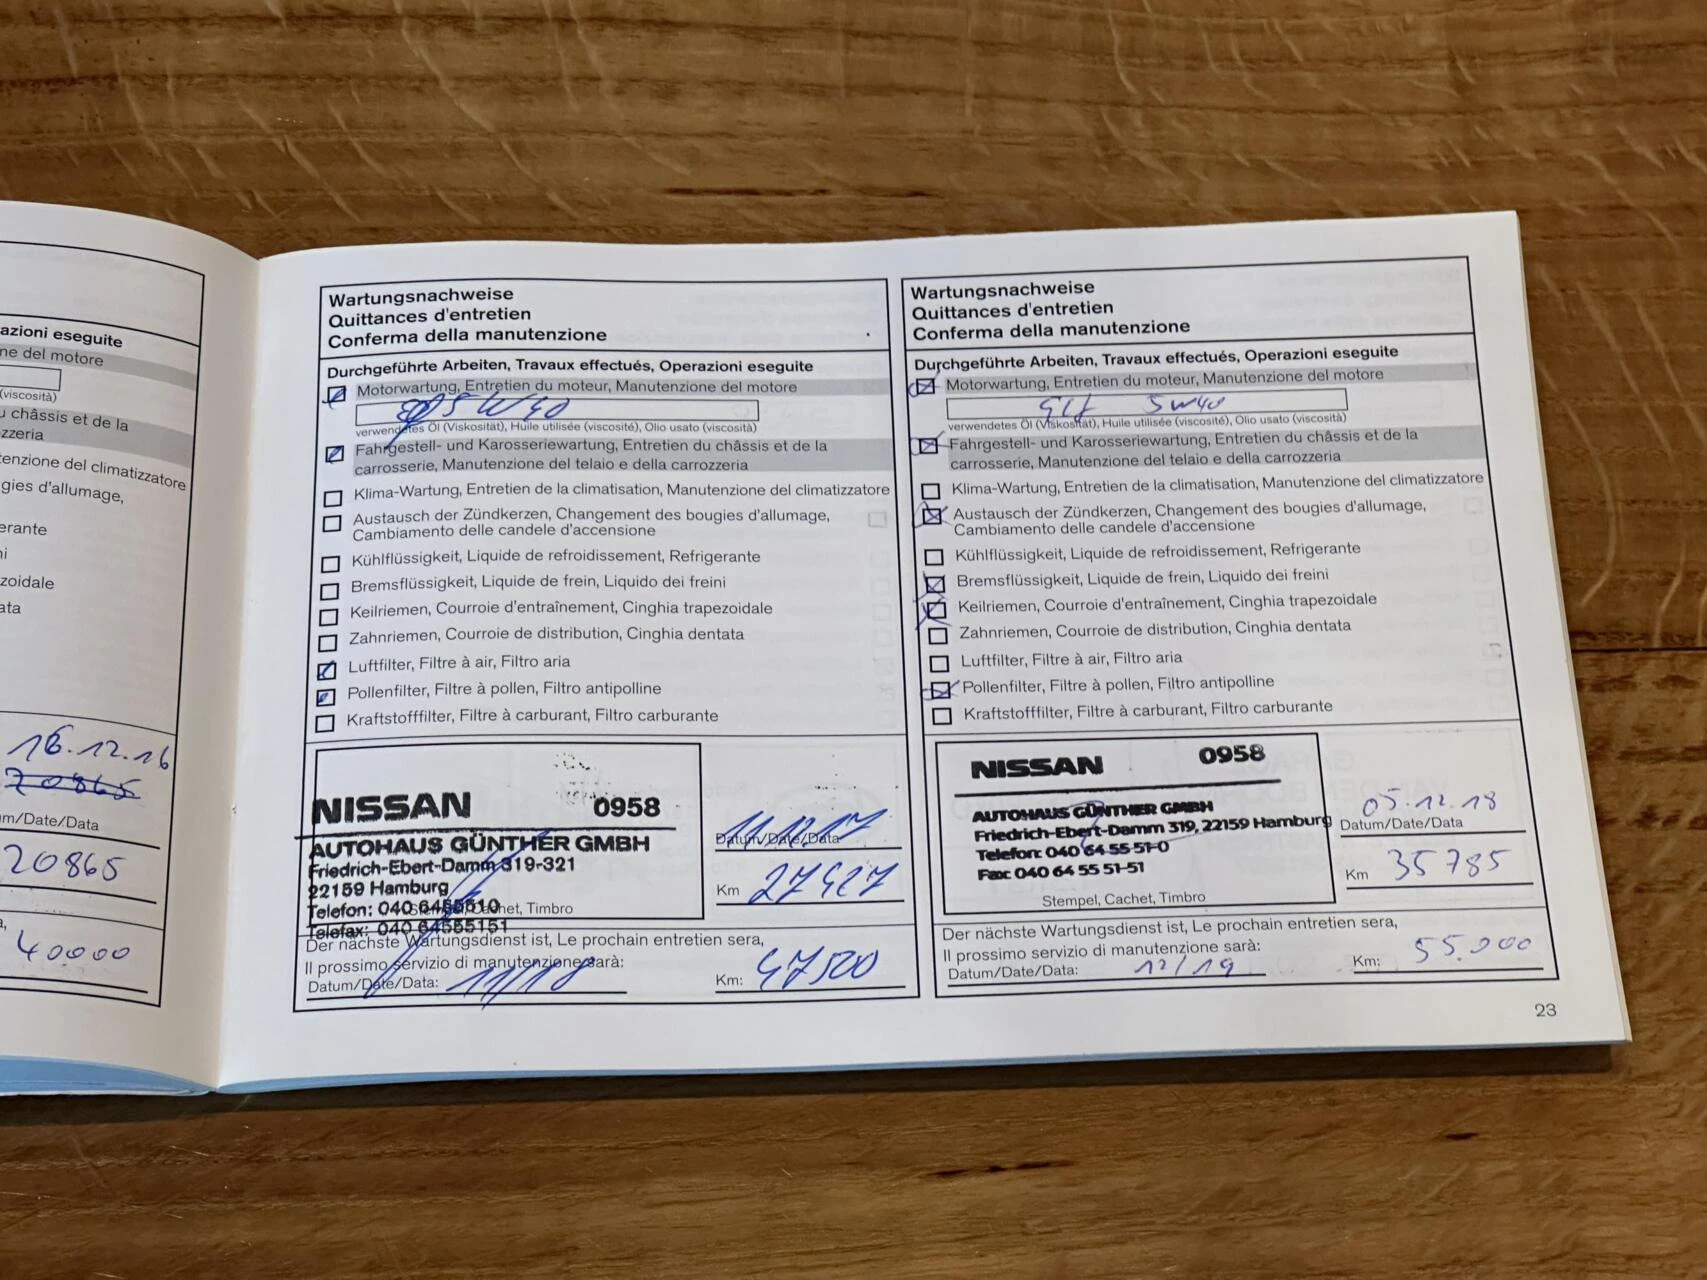 azioni eseguite
ne del motore
(viscosità)
u châssis et de la
zzeria
enzione del climatizzatore
gies d'allumage,
erante
ni
zoidale
ata
16.12.16
70865
m/Date/Data
20865
a,
40000
Wartungsnachweise
Quittances d'entretien
Conferma della manutenzione
Durchgeführte Arbeiten, Travaux effectués, Operazioni eseguite
Motorwartung, Entretien du moteur, Manutenzione del motore
5W40
verwendetes Öl (Viskosität), Huile utilisée (viscosité), Olio usato (viscosità)
Fahrgestell- und Karosseriewartung, Entretien du châssis et de la
carrosserie, Manutenzione del telaio e della carrozzeria
Klima-Wartung, Entretien de la climatisation, Manutenzione del climatizzatore
Austausch der Zündkerzen, Changement des bougies d'allumage,
Cambiamento delle candele d'accensione
Kühlflüssigkeit, Liquide de refroidissement, Refrigerante
Bremsflüssigkeit, Liquide de frein, Liquido dei freini
Keilriemen, Courroie d'entraînement, Cinghia trapezoidale
Zahnriemen, Courroie de distribution, Cinghia dentata
Luftfilter, Filtre à air, Filtro aria
Pollenfilter, Filtre à pollen, Filtro antipolline
Kraftstofffilter, Filtre à carburant, Filtro carburante
NISSAN 0958
AUTOHAUS GÜNTHER GMBH
Friedrich-Ebert-Damm 319-321
22159 Hamburg
Telefon: 040 6455510
Telefax: 040 64555151
Stempel, Cachet, Timbro
11.12.17
Datum/Date/Data
Km 27427
Der nächste Wartungsdienst ist, Le prochain entretien sera,
Il prossimo servizio di manutenzione sarà:
Datum/Date/Data: 11/18 Km: 47500
Wartungsnachweise
Quittances d'entretien
Conferma della manutenzione
Durchgeführte Arbeiten, Travaux effectués, Operazioni eseguite
Motorwartung, Entretien du moteur, Manutenzione del motore
5W40
verwendetes Öl (Viskosität), Huile utilisée (viscosité), Olio usato (viscosità)
Fahrgestell- und Karosseriewartung, Entretien du châssis et de la
carrosserie, Manutenzione del telaio e della carrozzeria
Klima-Wartung, Entretien de la climatisation, Manutenzione del climatizzatore
Austausch der Zündkerzen, Changement des bougies d'allumage,
Cambiamento delle candele d'accensione
Kühlflüssigkeit, Liquide de refroidissement, Refrigerante
Bremsflüssigkeit, Liquide de frein, Liquido dei freini
Keilriemen, Courroie d'entraînement, Cinghia trapezoidale
Zahnriemen, Courroie de distribution, Cinghia dentata
Luftfilter, Filtre à air, Filtro aria
Pollenfilter, Filtre à pollen, Filtro antipolline
Kraftstofffilter, Filtre à carburant, Filtro carburante
NISSAN 0958
AUTOHAUS GÜNTHER GMBH
Friedrich-Ebert-Damm 319, 22159 Hamburg
Telefon: 040 64 55 51-0
Fax: 040 64 55 51-51
Stempel, Cachet, Timbro
05.12.18
Datum/Date/Data
Km 35785
Der nächste Wartungsdienst ist, Le prochain entretien sera,
Il prossimo servizio di manutenzione sarà:
Datum/Date/Data: 12/19 Km: 55.000
23